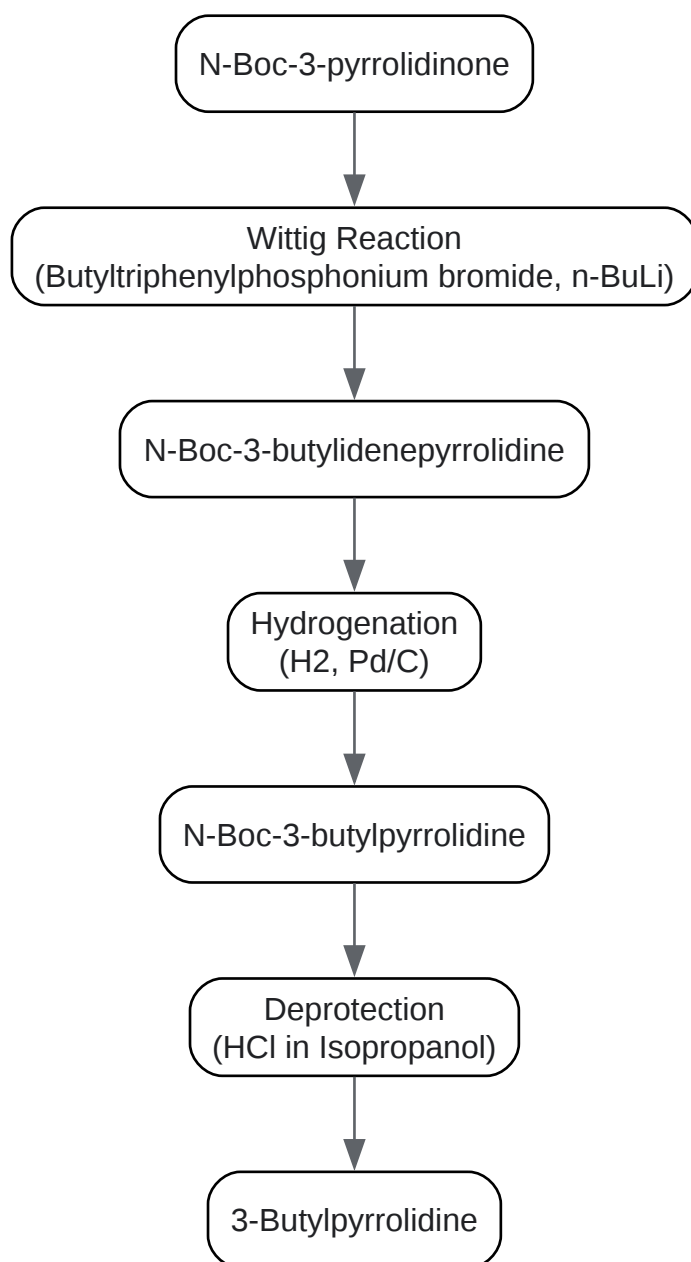 N-Boc-3-pyrrolidinone
Wittig Reaction
(Butyltriphenylphosphonium bromide, n-BuLi)
N-Boc-3-butylidenepyrrolidine
Hydrogenation
(H2, Pd/C)
N-Boc-3-butylpyrrolidine
Deprotection
(HCl in Isopropanol)
3-Butylpyrrolidine